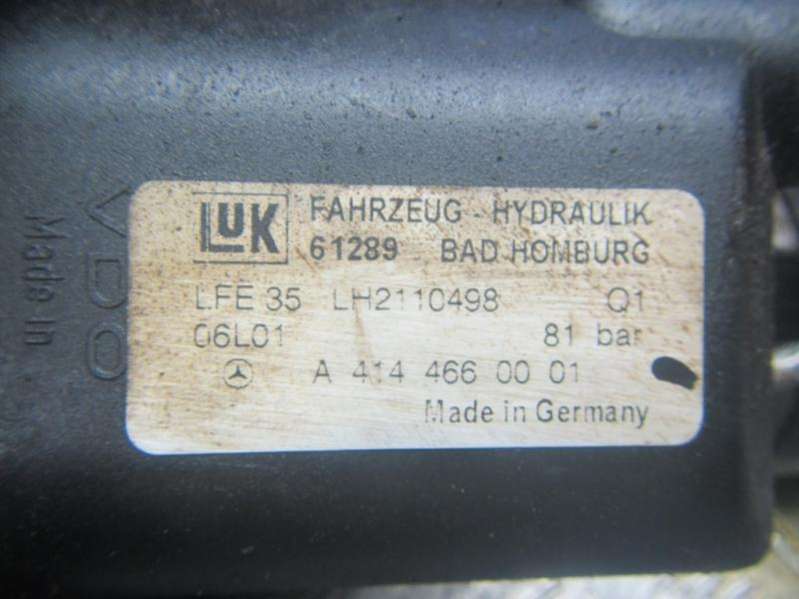 LUK FAHRZEUG - HYDRAULIK
61289 BAD HOMBURG
LFE 35 LH2110498 Q1
06L01 81 bar
A 414 466 00 01
Made in Germany
VDO
Made in